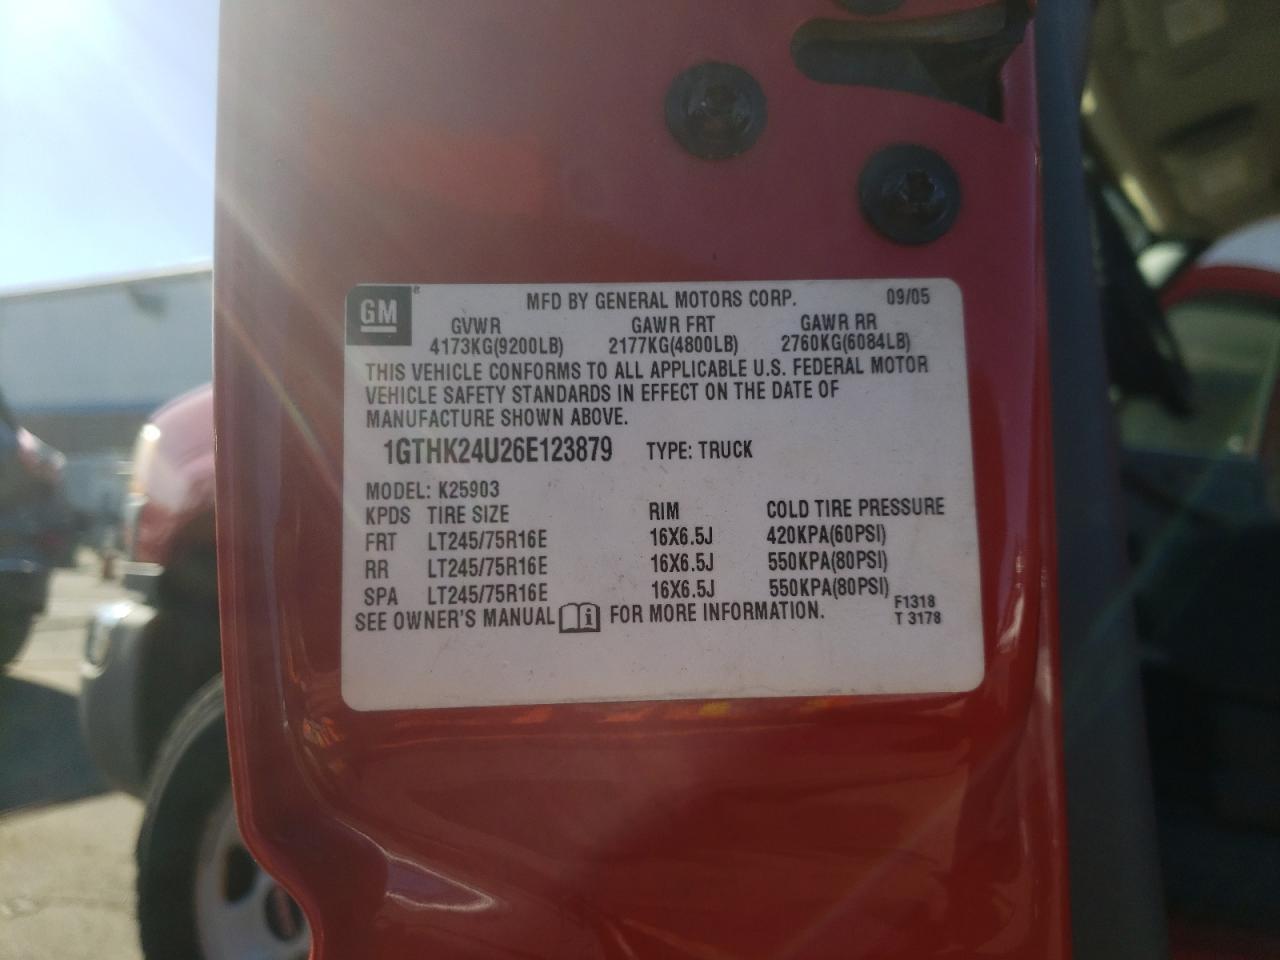 GM ® MFD BY GENERAL MOTORS CORP. 09/05
GVWR GAWR FRT GAWR RR
4173KG(9200LB) 2177KG(4800LB) 2760KG(6084LB)
THIS VEHICLE CONFORMS TO ALL APPLICABLE U.S. FEDERAL MOTOR
VEHICLE SAFETY STANDARDS IN EFFECT ON THE DATE OF
MANUFACTURE SHOWN ABOVE.
1GTHK24U26E123879 TYPE: TRUCK
MODEL: K25903
KPDS TIRE SIZE RIM COLD TIRE PRESSURE
FRT LT245/75R16E 16X6.5J 420KPA(60PSI)
RR LT245/75R16E 16X6.5J 550KPA(80PSI)
SPA LT245/75R16E 16X6.5J 550KPA(80PSI)
SEE OWNER'S MANUAL i FOR MORE INFORMATION. F1318
T 3178